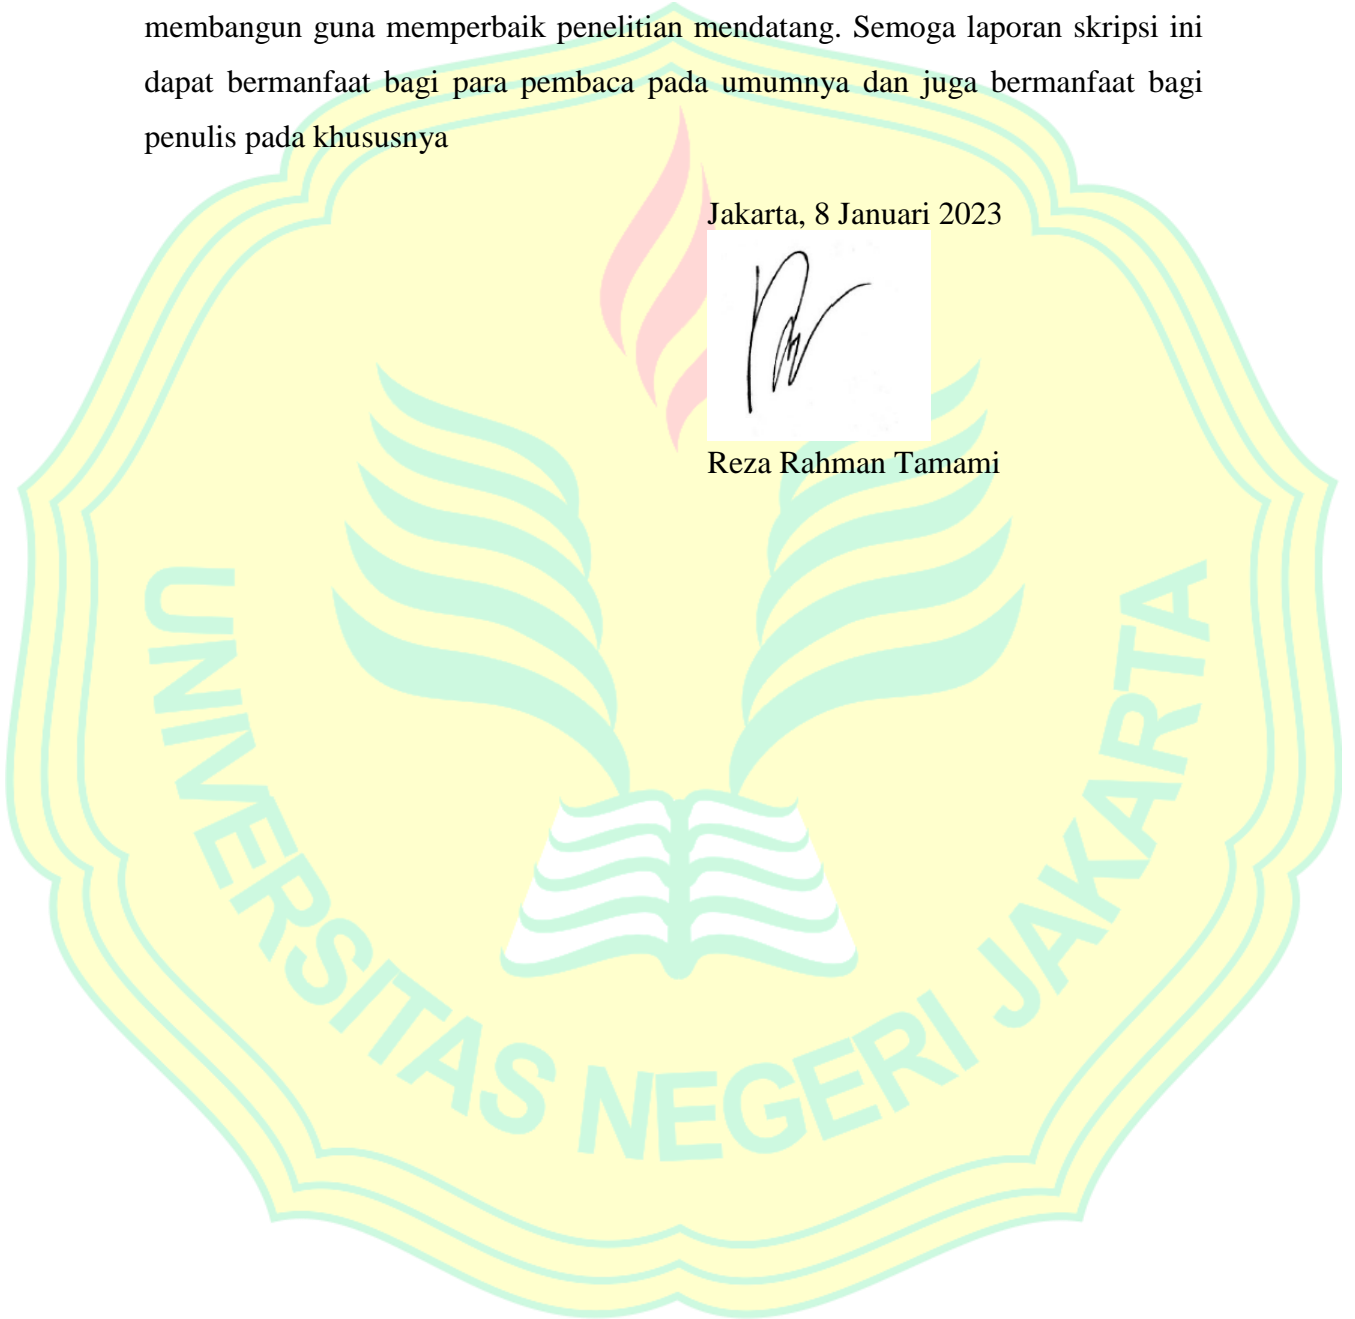 membangun guna memperbaik penelitian mendatang. Semoga laporan skripsi ini
dapat bermanfaat bagi para pembaca pada umumnya dan juga bermanfaat bagi
penulis pada khususnya
Jakarta, 8 Januari 2023
Reza Rahman Tamami
UNIVERSITAS NEGERI JAKARTA